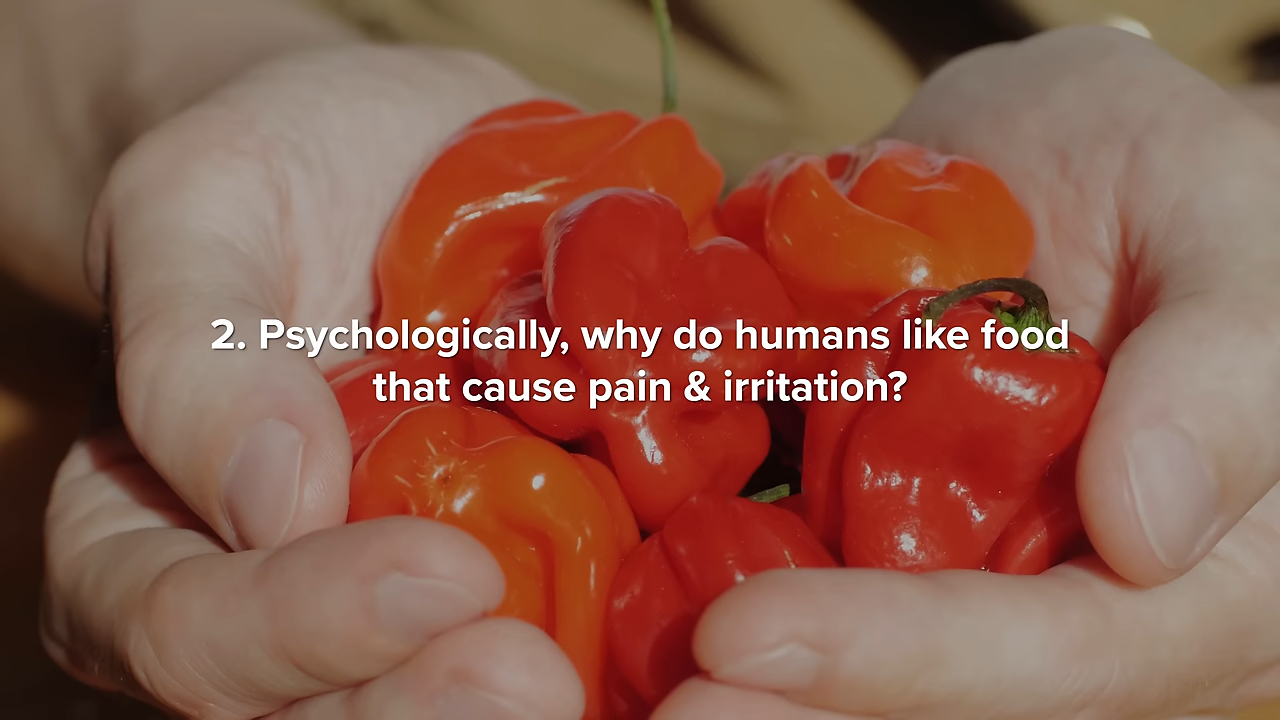 2. Psychologically, why do humans like food
that cause pain & irritation?